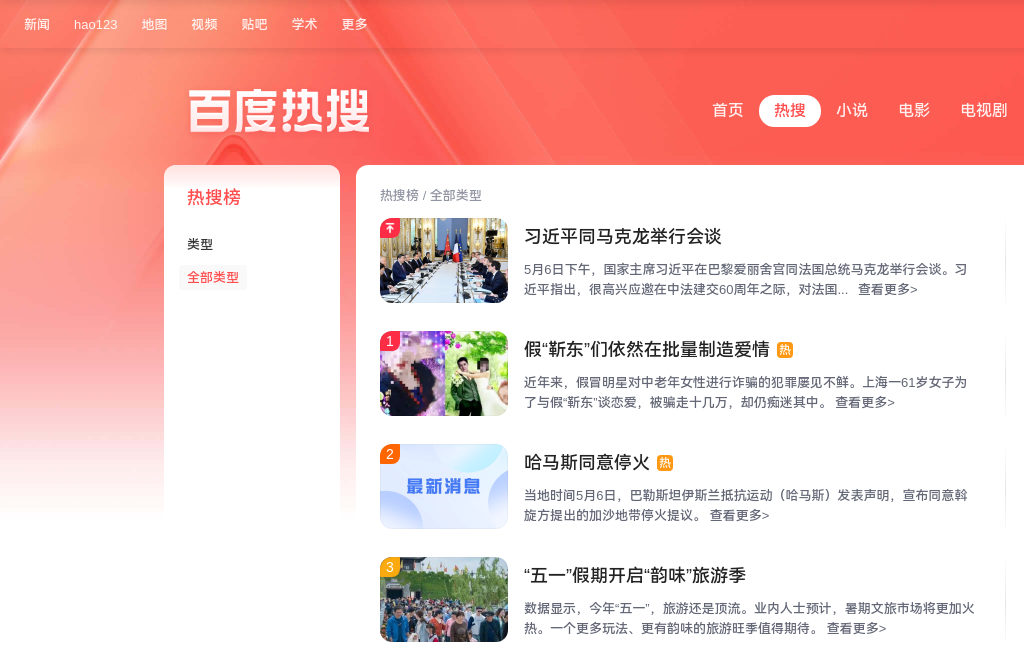 新闻 hao123 地图 视频 贴吧 学术 更多
百度热搜
首页 热搜 小说 电影 电视剧
热搜榜
类型
全部类型
热搜榜 / 全部类型
习近平同马克龙举行会谈
5月6日下午，国家主席习近平在巴黎爱丽舍宫同法国总统马克龙举行会谈。习
近平指出，很高兴应邀在中法建交60周年之际，对法国... 查看更多>
1
假“靳东”们依然在批量制造爱情 热
近年来，假冒明星对中老年女性进行诈骗的犯罪屡见不鲜。上海一61岁女子为
了与假“靳东”谈恋爱，被骗走十几万，却仍痴迷其中。 查看更多>
2
最新消息
哈马斯同意停火 热
当地时间5月6日，巴勒斯坦伊斯兰抵抗运动（哈马斯）发表声明，宣布同意斡
旋方提出的加沙地带停火提议。 查看更多>
3
“五一”假期开启“韵味”旅游季
数据显示，今年“五一”，旅游还是顶流。业内人士预计，暑期文旅市场将更加火
热。一个更多玩法、更有韵味的旅游旺季值得期待。 查看更多>